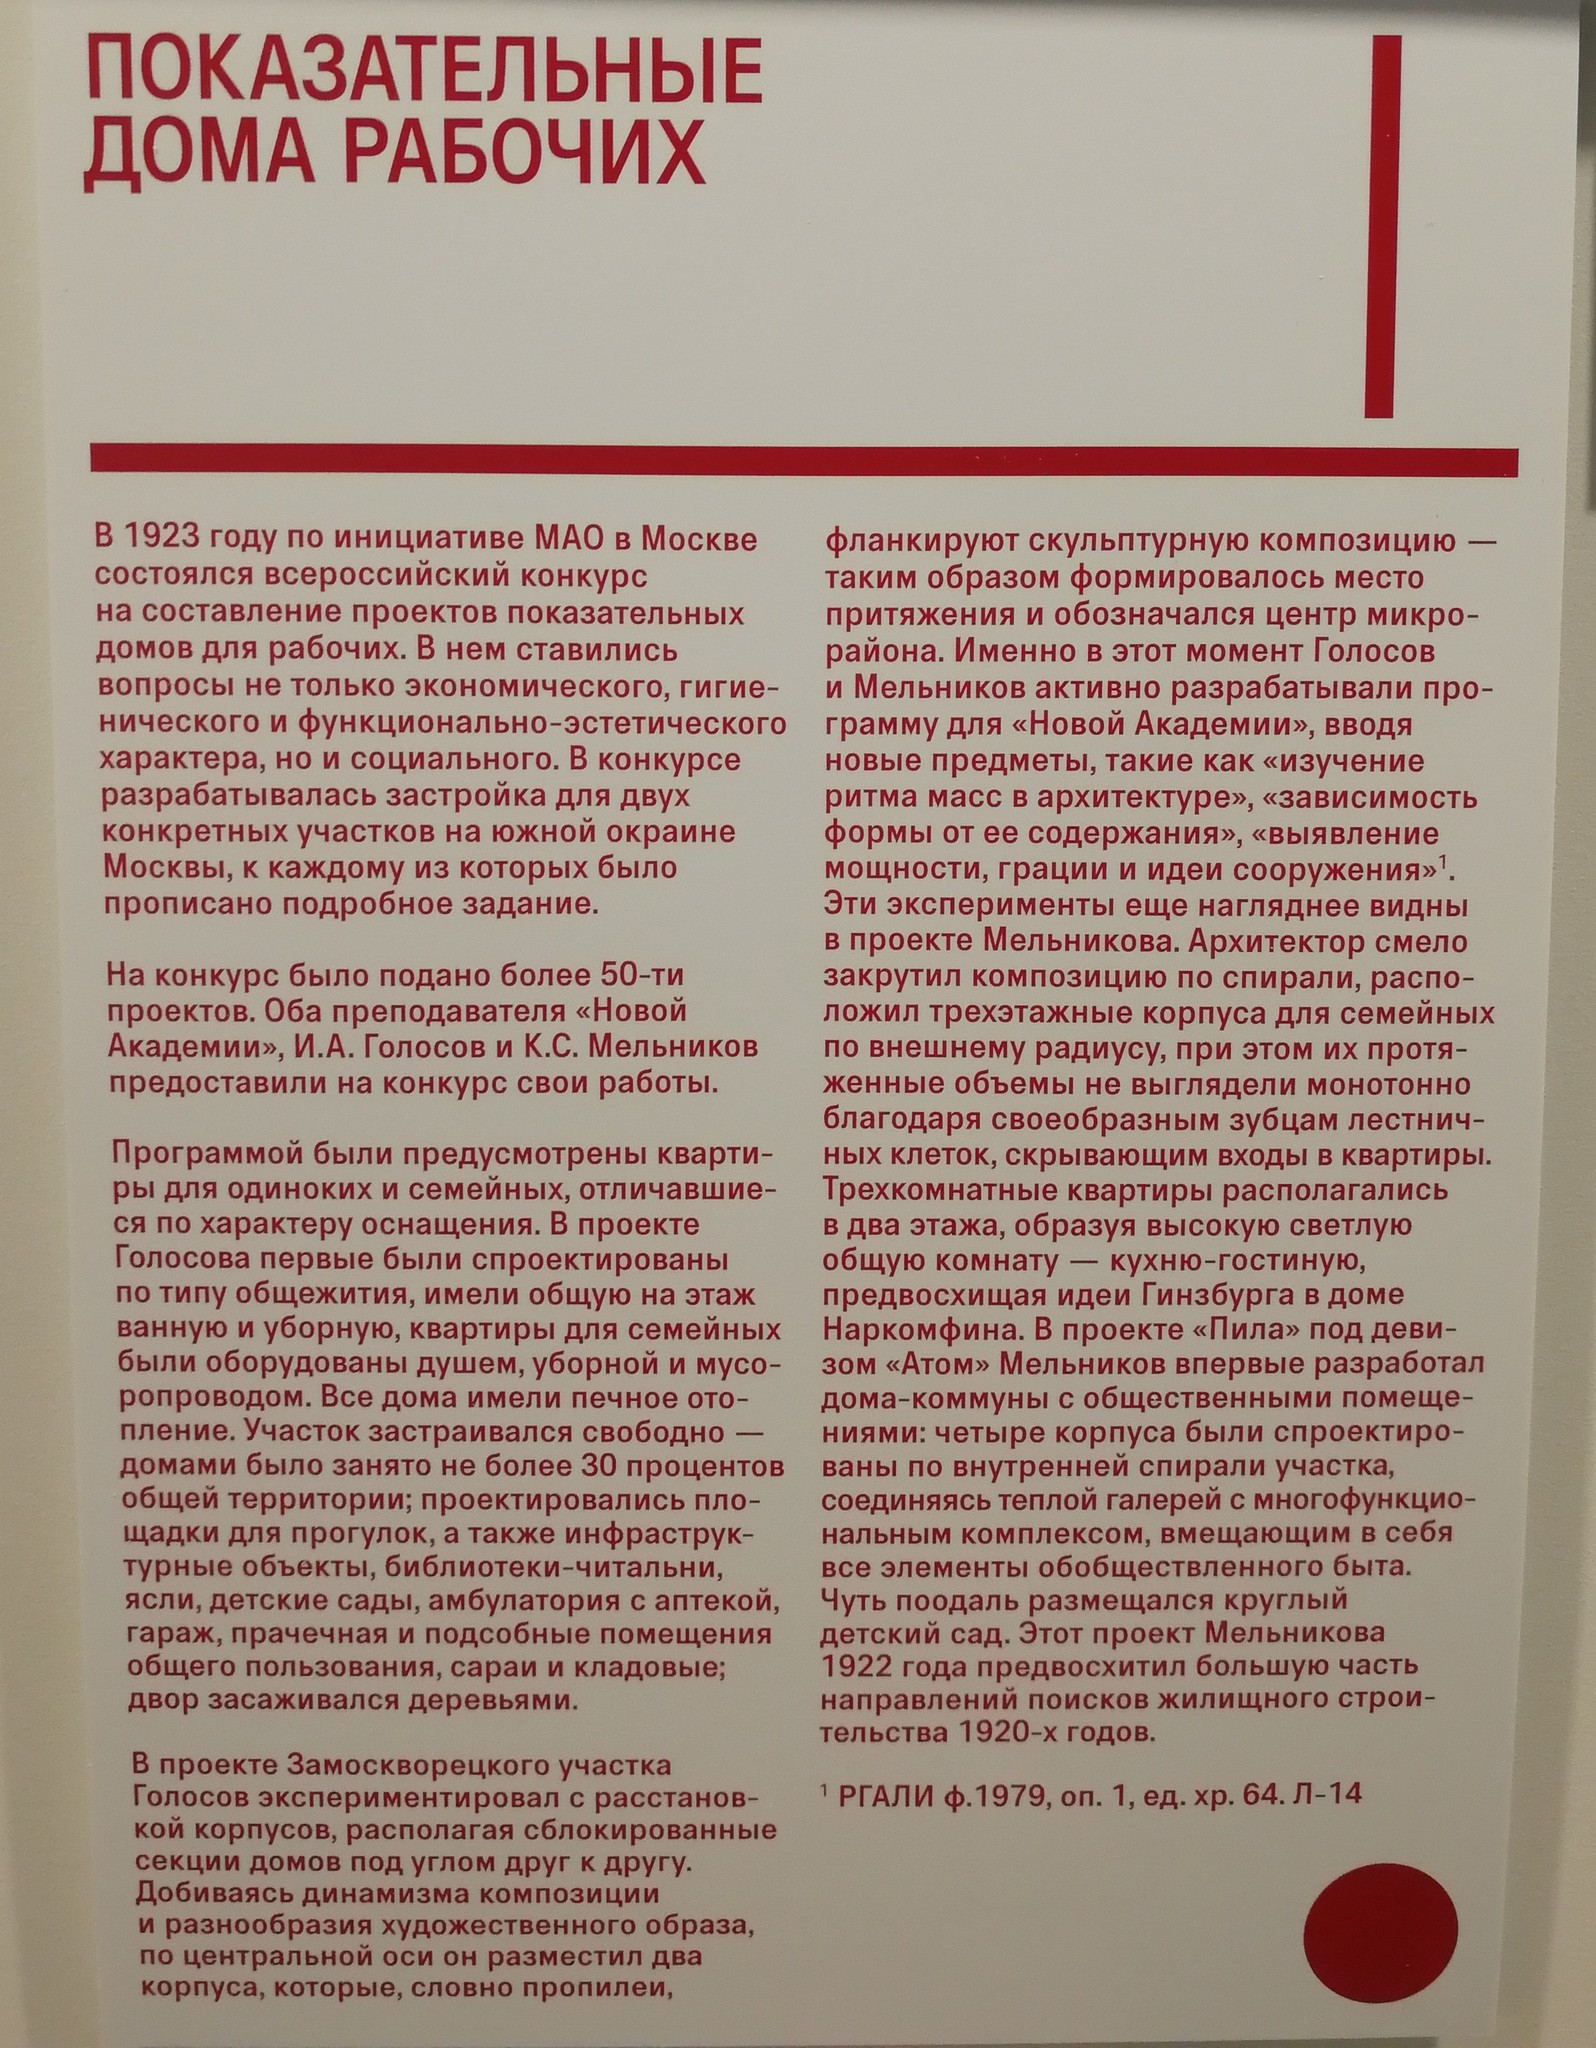 ПОКАЗАТЕЛЬНЫЕ
ДОМА РАБОЧИХ
В 1923 году по инициативе МАО в Москве
состоялся всероссийский конкурс
на составление проектов показательных
домов для рабочих. В нем ставились
вопросы не только экономического, гигие-
нического и функционально-эстетического
характера, но и социального. В конкурсе
разрабатывалась застройка для двух
конкретных участков на южной окраине
Москвы, к каждому из которых было
прописано подробное задание.
На конкурс было подано более 50-ти
проектов. Оба преподавателя «Новой
Академии», И.А. Голосов и К.С. Мельников
предоставили на конкурс свои работы.
Программой были предусмотрены кварти-
ры для одиноких и семейных, отличавшие-
ся по характеру оснащения. В проекте
Голосова первые были спроектированы
по типу общежития, имели общую на этаж
ванную и уборную, квартиры для семейных
были оборудованы душем, уборной и мусо-
ропроводом. Все дома имели печное ото-
пление. Участок застраивался свободно —
домами было занято не более 30 процентов
общей территории; проектировались пло-
щадки для прогулок, а также инфраструк-
турные объекты, библиотеки-читальни,
ясли, детские сады, амбулатория с аптекой,
гараж, прачечная и подсобные помещения
общего пользования, сараи и кладовые;
двор засаживался деревьями.
В проекте Замоскворецкого участка
Голосов экспериментировал с расстанов-
кой корпусов, располагая сблокированные
секции домов под углом друг к другу.
Добиваясь динамизма композиции
и разнообразия художественного образа,
по центральной оси он разместил два
корпуса, которые, словно пропилеи,
фланкируют скульптурную композицию —
таким образом формировалось место
притяжения и обозначался центр микро-
района. Именно в этот момент Голосов
и Мельников активно разрабатывали про-
грамму для «Новой Академии», вводя
новые предметы, такие как «изучение
ритма масс в архитектуре», «зависимость
формы от ее содержания», «выявление
мощности, грации и идеи сооружения»¹.
Эти эксперименты еще нагляднее видны
в проекте Мельникова. Архитектор смело
закрутил композицию по спирали, распо-
ложил трехэтажные корпуса для семейных
по внешнему радиусу, при этом их протя-
женные объемы не выглядели монотонно
благодаря своеобразным зубцам лестнич-
ных клеток, скрывающим входы в квартиры.
Трехкомнатные квартиры располагались
в два этажа, образуя высокую светлую
общую комнату — кухню-гостиную,
предвосхищая идеи Гинзбурга в доме
Наркомфина. В проекте «Пила» под деви-
зом «Атом» Мельников впервые разработал
дома-коммуны с общественными помеще-
ниями: четыре корпуса были спроектиро-
ваны по внутренней спирали участка,
соединяясь теплой галерей с многофункцио-
нальным комплексом, вмещающим в себя
все элементы обобществленного быта.
Чуть поодаль размещался круглый
детский сад. Этот проект Мельникова
1922 года предвосхитил большую часть
направлений поисков жилищного строи-
тельства 1920-х годов.
¹ РГАЛИ ф.1979, оп. 1, ед. хр. 64. Л-14